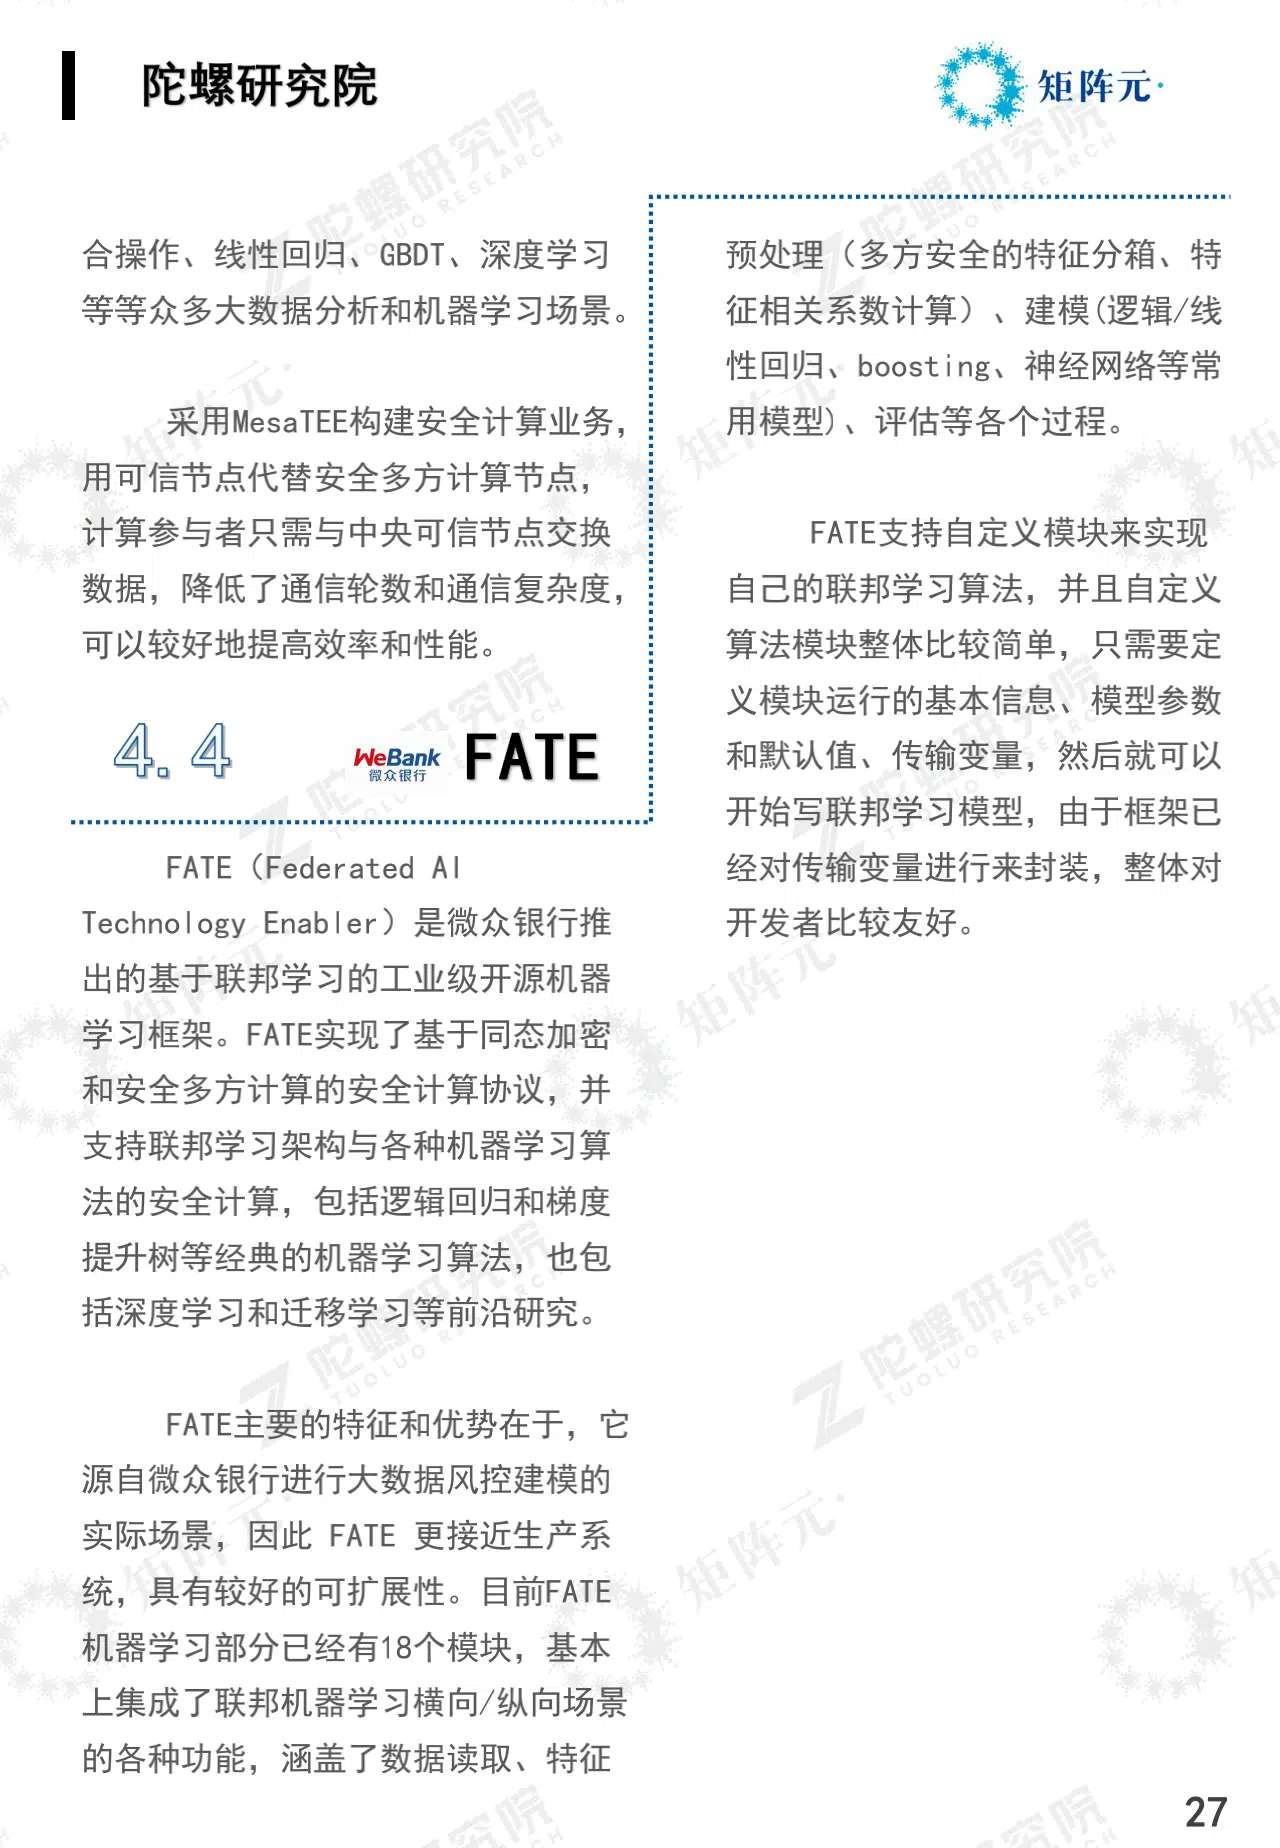 陀螺研究院
矩阵元
合操作、线性回归、GBDT、深度学习
等等众多大数据分析和机器学习场景。
采用MesaTEE构建安全计算业务，
用可信节点代替安全多方计算节点，
计算参与者只需与中央可信节点交换
数据，降低了通信轮数和通信复杂度，
可以较好地提高效率和性能。
4.4 WeBank 微众银行 FATE
FATE（Federated AI
Technology Enabler）是微众银行推
出的基于联邦学习的工业级开源机器
学习框架。FATE实现了基于同态加密
和安全多方计算的安全计算协议，并
支持联邦学习架构与各种机器学习算
法的安全计算，包括逻辑回归和梯度
提升树等经典的机器学习算法，也包
括深度学习和迁移学习等前沿研究。
FATE主要的特征和优势在于，它
源自微众银行进行大数据风控建模的
实际场景，因此 FATE 更接近生产系
统，具有较好的可扩展性。目前FATE
机器学习部分已经有18个模块，基本
上集成了联邦机器学习横向/纵向场景
的各种功能，涵盖了数据读取、特征
预处理（多方安全的特征分箱、特
征相关系数计算）、建模(逻辑/线
性回归、boosting、神经网络等常
用模型)、评估等各个过程。
FATE支持自定义模块来实现
自己的联邦学习算法，并且自定义
算法模块整体比较简单，只需要定
义模块运行的基本信息、模型参数
和默认值、传输变量，然后就可以
开始写联邦学习模型，由于框架已
经对传输变量进行来封装，整体对
开发者比较友好。
27